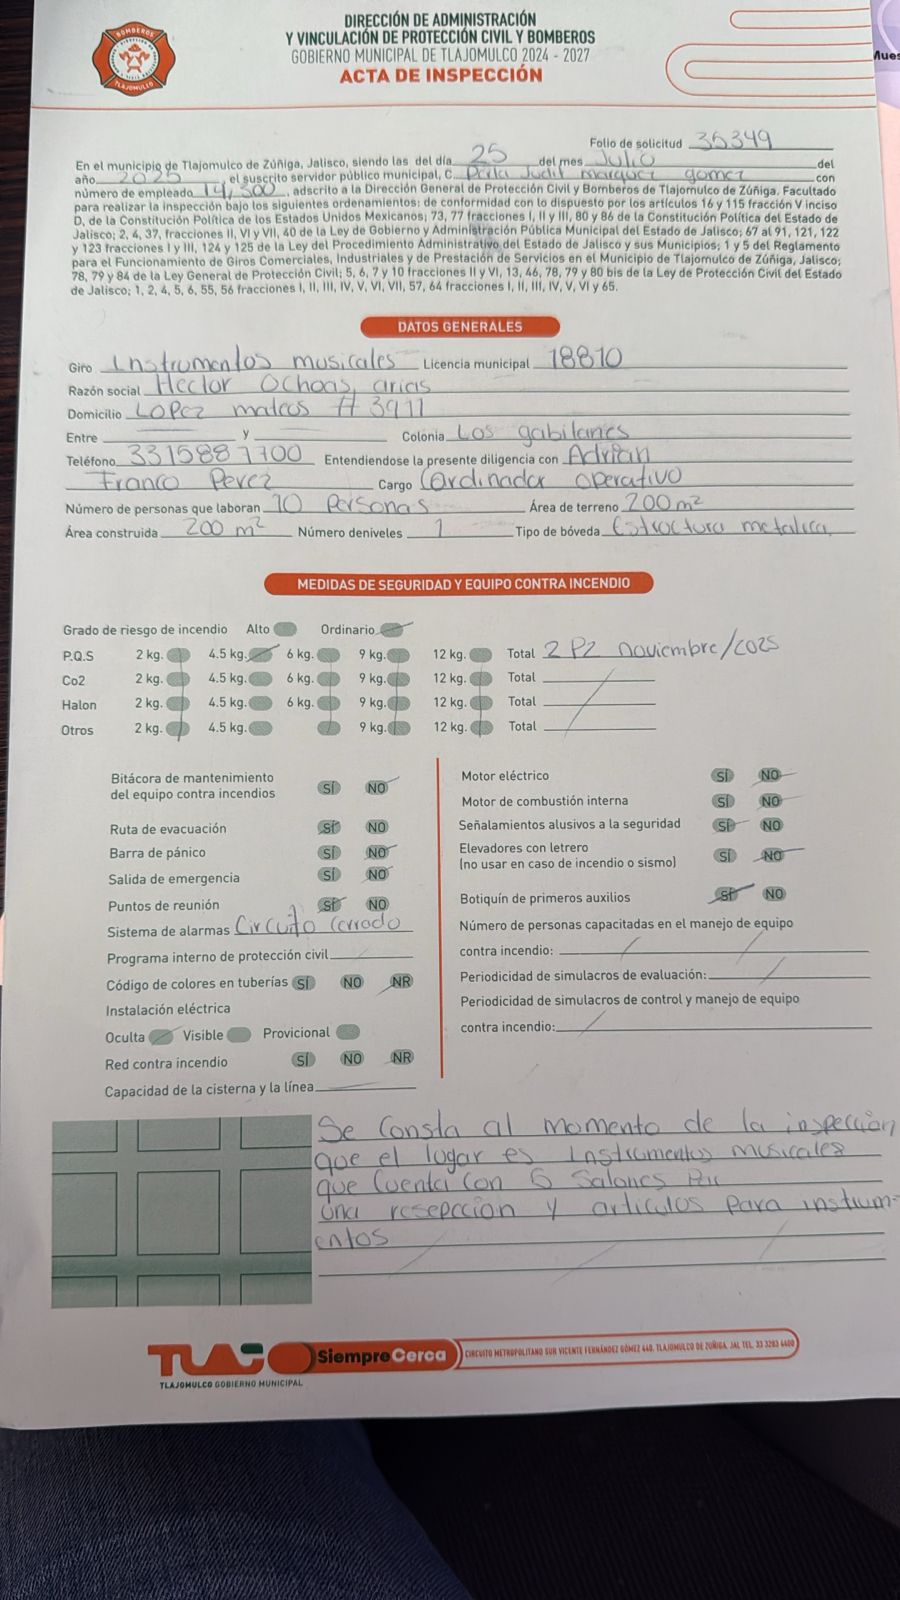 BOMBEROS
TLAJOMULCO
DIRECCIÓN DE ADMINISTRACIÓN
Y VINCULACIÓN DE PROTECCIÓN CIVIL Y BOMBEROS
GOBIERNO MUNICIPAL DE TLAJOMULCO 2024 - 2027
ACTA DE INSPECCIÓN
Mues
Folio de solicitud 35349
En el municipio de Tlajomulco de Zúñiga, Jalisco, siendo las del día 25 del mes Julio del
año 2025, el suscrito servidor público municipal, C. Perla Judit marquez gomez con
número de empleado 14,300, adscrito a la Dirección General de Protección Civil y Bomberos de Tlajomulco de Zúñiga. Facultado
para realizar la inspección bajo los siguientes ordenamientos: de conformidad con lo dispuesto por los artículos 16 y 115 fracción V inciso
D, de la Constitución Política de los Estados Unidos Mexicanos; 73, 77 fracciones I, II y III, 80 y 86 de la Constitución Política del Estado de
Jalisco; 2, 4, 37, fracciones II, VI y VII, 40 de la Ley de Gobierno y Administración Pública Municipal del Estado de Jalisco; 67 al 91, 121, 122
y 123 fracciones I y III, 124 y 125 de la Ley del Procedimiento Administrativo del Estado de Jalisco y sus Municipios; 1 y 5 del Reglamento
para el Funcionamiento de Giros Comerciales, Industriales y de Prestación de Servicios en el Municipio de Tlajomulco de Zúñiga, Jalisco;
78, 79 y 84 de la Ley General de Protección Civil; 5, 6, 7 y 10 fracciones II y VI, 13, 46, 78, 79 y 80 bis de la Ley de Protección Civil del Estado
de Jalisco; 1, 2, 4, 5, 6, 55, 56 fracciones I, II, III, IV, V, VI, VII, 57, 64 fracciones I, II, III, IV, V, VI y 65.
DATOS GENERALES
Giro Instrumentos musicales Licencia municipal 18810
Razón social Hector Ochoas arias
Domicilio Lopez mateos # 3911
Entre y Colonia Los gabilanes
Teléfono 3315887700 Entendiendose la presente diligencia con Adrian
Franco Perez Cargo Cordinador operativo
Número de personas que laboran 10 Personas Área de terreno 200 m²
Área construida 200 m² Número deniveles 1 Tipo de bóveda Estructura metalica
MEDIDAS DE SEGURIDAD Y EQUIPO CONTRA INCENDIO
Grado de riesgo de incendio Alto Ordinario
P.Q.S 2 kg. 4.5 kg. 6 kg. 9 kg. 12 kg. Total 2 P2 noviembre/2025
Co2 2 kg. 4.5 kg. 6 kg. 9 kg. 12 kg. Total
Halon 2 kg. 4.5 kg. 6 kg. 9 kg. 12 kg. Total
Otros 2 kg. 4.5 kg. 9 kg. 12 kg. Total
Bitácora de mantenimiento
del equipo contra incendios SÍ NO
Ruta de evacuación SÍ NO
Barra de pánico SÍ NO
Salida de emergencia SÍ NO
Puntos de reunión SÍ NO
Sistema de alarmas Circuito Cerrado
Programa interno de protección civil
Código de colores en tuberías SÍ NO NR
Instalación eléctrica
Oculta Visible Provicional
Red contra incendio SÍ NO NR
Capacidad de la cisterna y la línea
Motor eléctrico SÍ NO
Motor de combustión interna SÍ NO
Señalamientos alusivos a la seguridad SÍ NO
Elevadores con letrero
(no usar en caso de incendio o sismo) SÍ NO
Botiquín de primeros auxilios SÍ NO
Número de personas capacitadas en el manejo de equipo
contra incendio:
Periodicidad de simulacros de evaluación:
Periodicidad de simulacros de control y manejo de equipo
contra incendio:
Se Consta al momento de la inspección
que el lugar es Instrumentos musicales
que Cuenta Con 5 Salones
una resepcción y articulos para instrum-
entos
TLAJO SiempreCerca CIRCUITO METROPOLITANO SUR VICENTE FERNÁNDEZ GÓMEZ 640. TLAJOMULCO DE ZÚÑIGA, JAL TEL. 33 3283 4400
TLAJOMULCO GOBIERNO MUNICIPAL